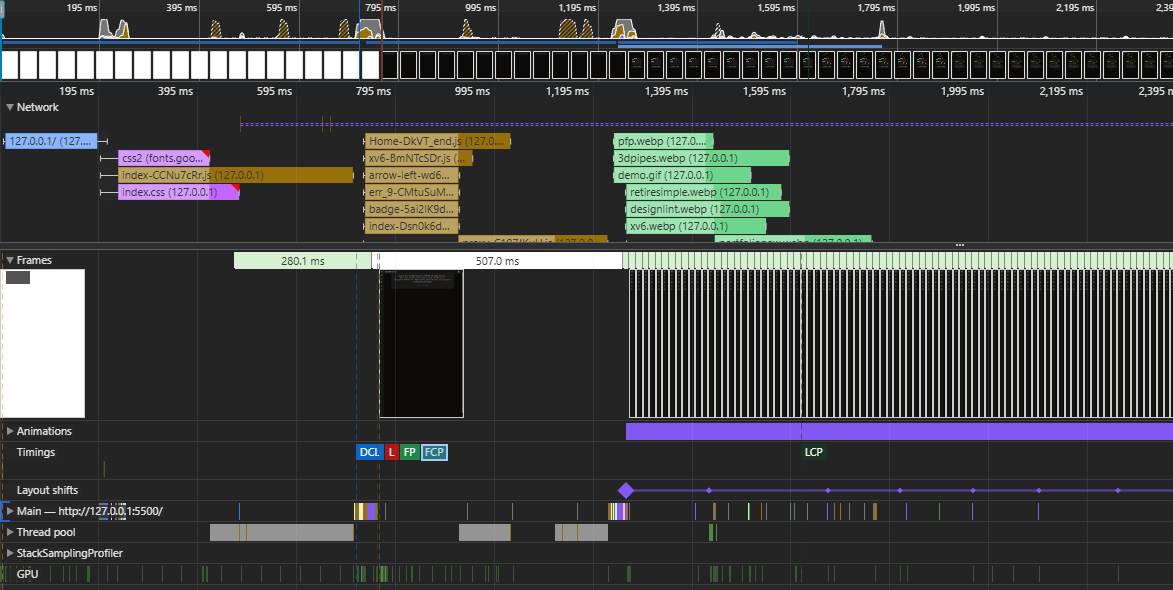 195 ms 395 ms 595 ms 795 ms 995 ms 1,195 ms 1,395 ms 1,595 ms 1,795 ms 1,995 ms 2,195 ms 2,39
195 ms 395 ms 595 ms 795 ms 995 ms 1,195 ms 1,395 ms 1,595 ms 1,795 ms 1,995 ms 2,195 ms 2,395 m
Network
127.0.0.1/ (127.... Home-DkVT_end.js (127.0.... pfp.webp (127.0....
css2 (fonts.goo... xv6-BmNTcSDr.js (... 3dpipes.webp (127.0.0.1)
index-CCNu7cRr.js (127.0.0.1) arrow-left-wd6... demo.gif (127.0.0.1)
index.css (127.0.0.1) err_9-CMtuSuM... retiresimple.webp (127.0.0.1)
badge-5ai2lK9d... designlint.webp (127.0.0.1)
index-Dsn0k6d... xv6.webp (127.0.0.1)
...
Frames 280.1 ms 507.0 ms
Animations
Timings DCL L FP FCP LCP
Layout shifts
Main — http://127.0.0.1:5500/
Thread pool
StackSamplingProfiler
GPU